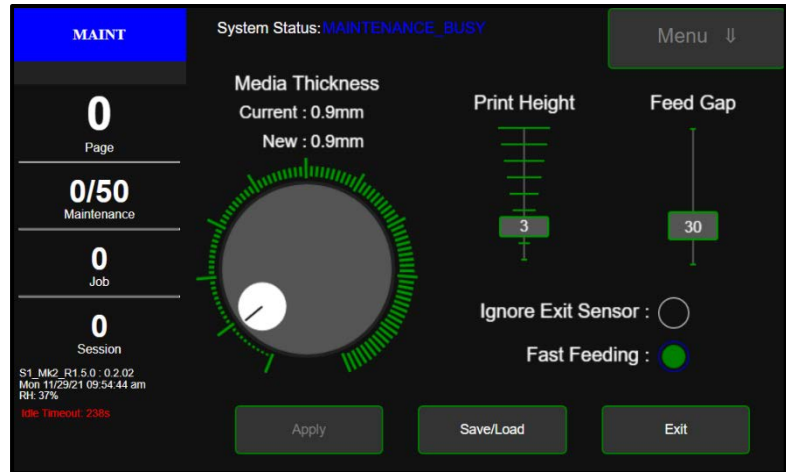 MAINT
System Status:MAINTENANCE_BUSY
Menu ⇓
0
Page
0/50
Maintenance
0
Job
0
Session
S1_Mk2_R1.5.0 : 0.2.02
Mon 11/29/21 09:54:44 am
RH: 37%
Idle Timeout: 238s
Media Thickness
Current : 0.9mm
New : 0.9mm
Print Height
3
Feed Gap
30
Ignore Exit Sensor :
Fast Feeding :
Apply
Save/Load
Exit